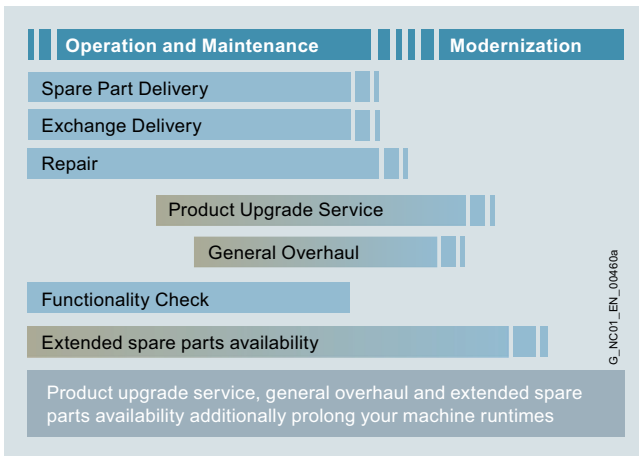 Operation and Maintenance Modernization
Spare Part Delivery
Exchange Delivery
Repair
Product Upgrade Service
General Overhaul
Functionality Check
Extended spare parts availability
G_NC01_EN_00460a
Product upgrade service, general overhaul and extended spare
parts availability additionally prolong your machine runtimes